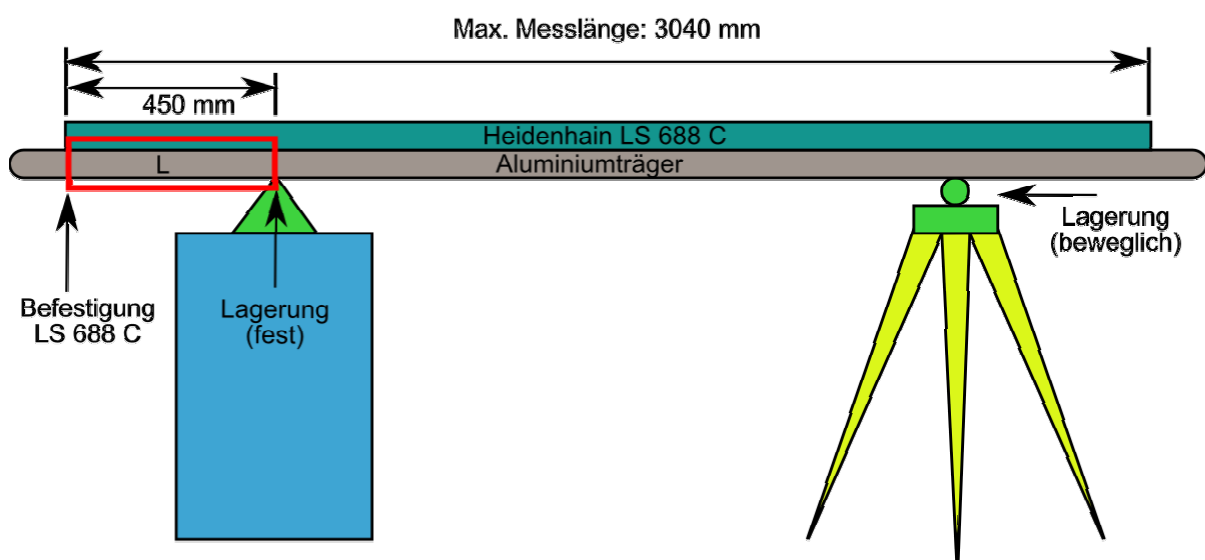 Max. Messlänge: 3040 mm
450 mm
Heidenhain LS 688 C
L
Aluminiumträger
Lagerung
(beweglich)
Befestigung
LS 688 C
Lagerung
(fest)